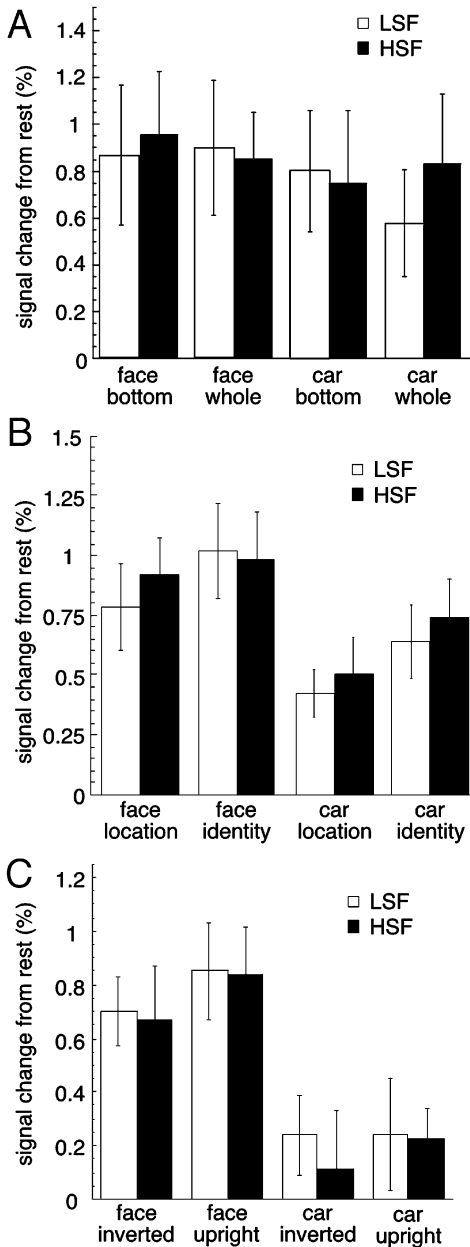 A
LSF
HSF
signal change from rest (%)
1.4
1.2
1
0.8
0.6
0.4
0.2
0
face bottom
face whole
car bottom
car whole
B
LSF
HSF
signal change from rest (%)
1.5
1.25
1
0.75
0.5
0.25
0
face location
face identity
car location
car identity
C
LSF
HSF
signal change from rest (%)
1.2
1
0.8
0.6
0.4
0.2
0
face inverted
face upright
car inverted
car upright